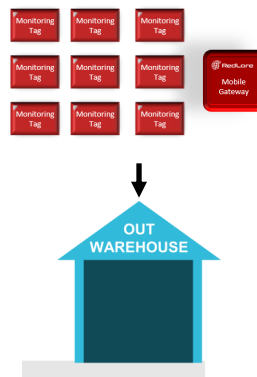 Monitoring Tag
Monitoring Tag
Monitoring Tag
Monitoring Tag
Monitoring Tag
Monitoring Tag
RedLore
Mobile
Gateway
Monitoring Tag
Monitoring Tag
Monitoring Tag
OUT
WAREHOUSE